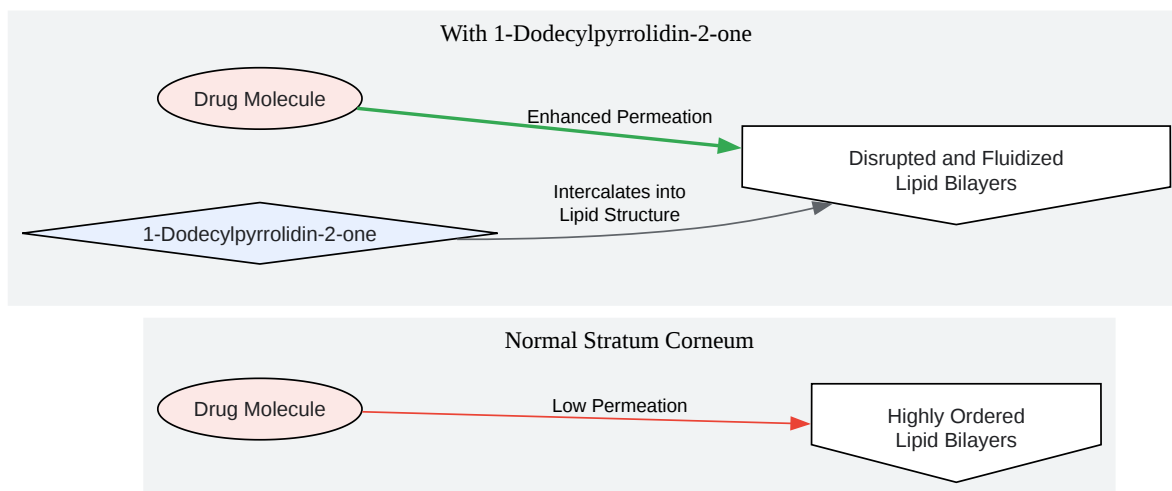 With 1-Dodecylpyrrolidin-2-one
Drug Molecule
Enhanced Permeation
Disrupted and Fluidized
Lipid Bilayers
Intercalates into
Lipid Structure
1-Dodecylpyrrolidin-2-one
Normal Stratum Corneum
Drug Molecule
Low Permeation
Highly Ordered
Lipid Bilayers